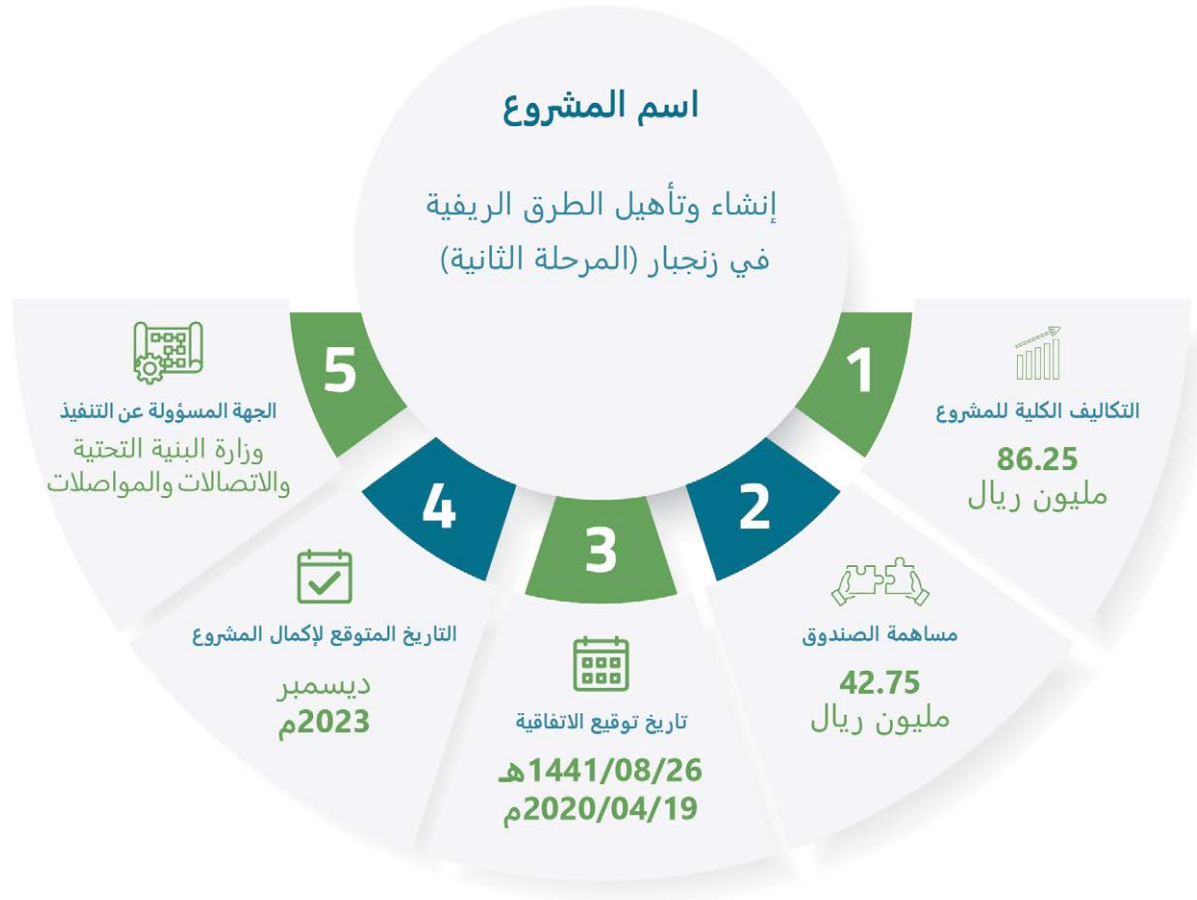 اسم المشروع
إنشاء وتأهيل الطرق الريفية
في زنجبار (المرحلة الثانية)
1
التكاليف الكلية للمشروع
86.25
مليون ريال
2
مساهمة الصندوق
42.75
مليون ريال
3
تاريخ توقيع الاتفاقية
1441/08/26هـ
2020/04/19م
4
التاريخ المتوقع لإكمال المشروع
ديسمبر
2023م
5
الجهة المسؤولة عن التنفيذ
وزارة البنية التحتية
والاتصالات والمواصلات